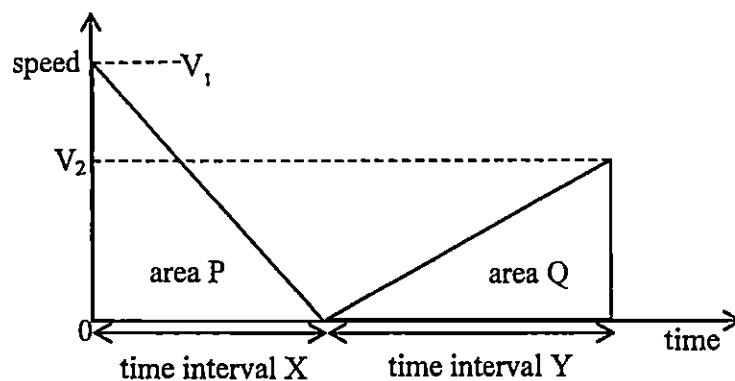 speed
V₁
V₂
area P
area Q
0
time
time interval X
time interval Y